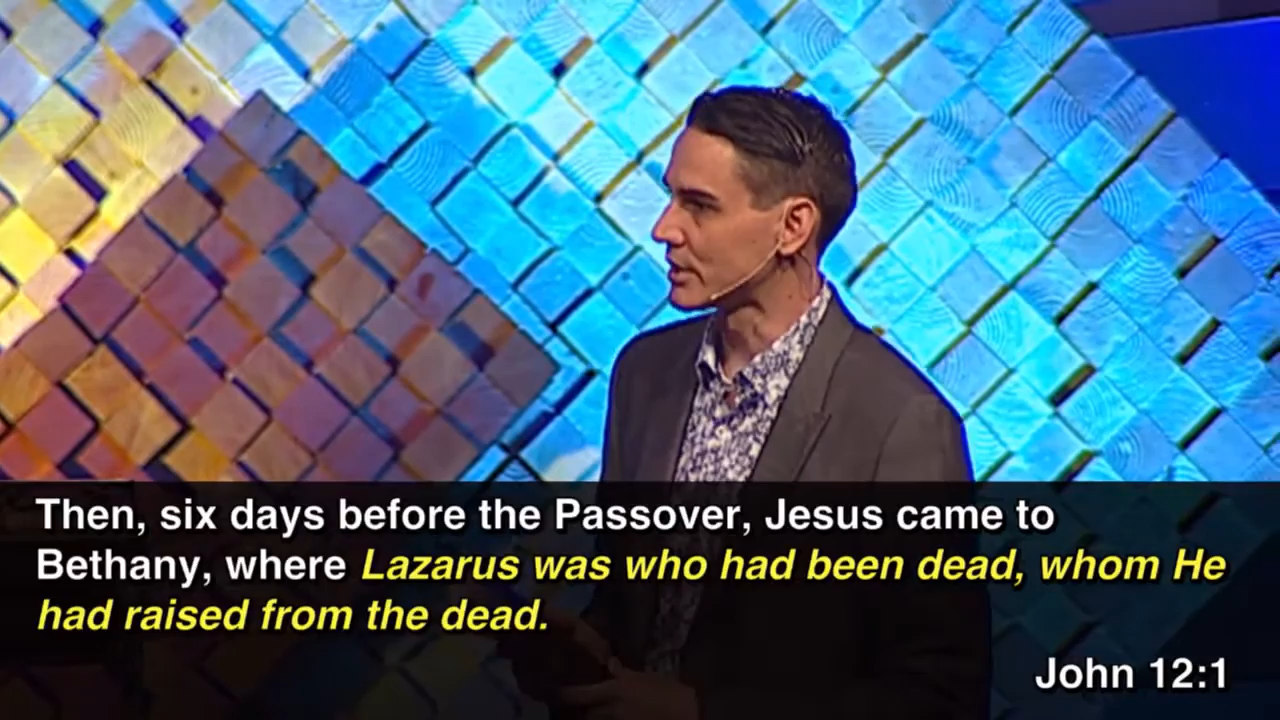 Then, six days before the Passover, Jesus came to
Bethany, where Lazarus was who had been dead, whom He
had raised from the dead.
John 12:1